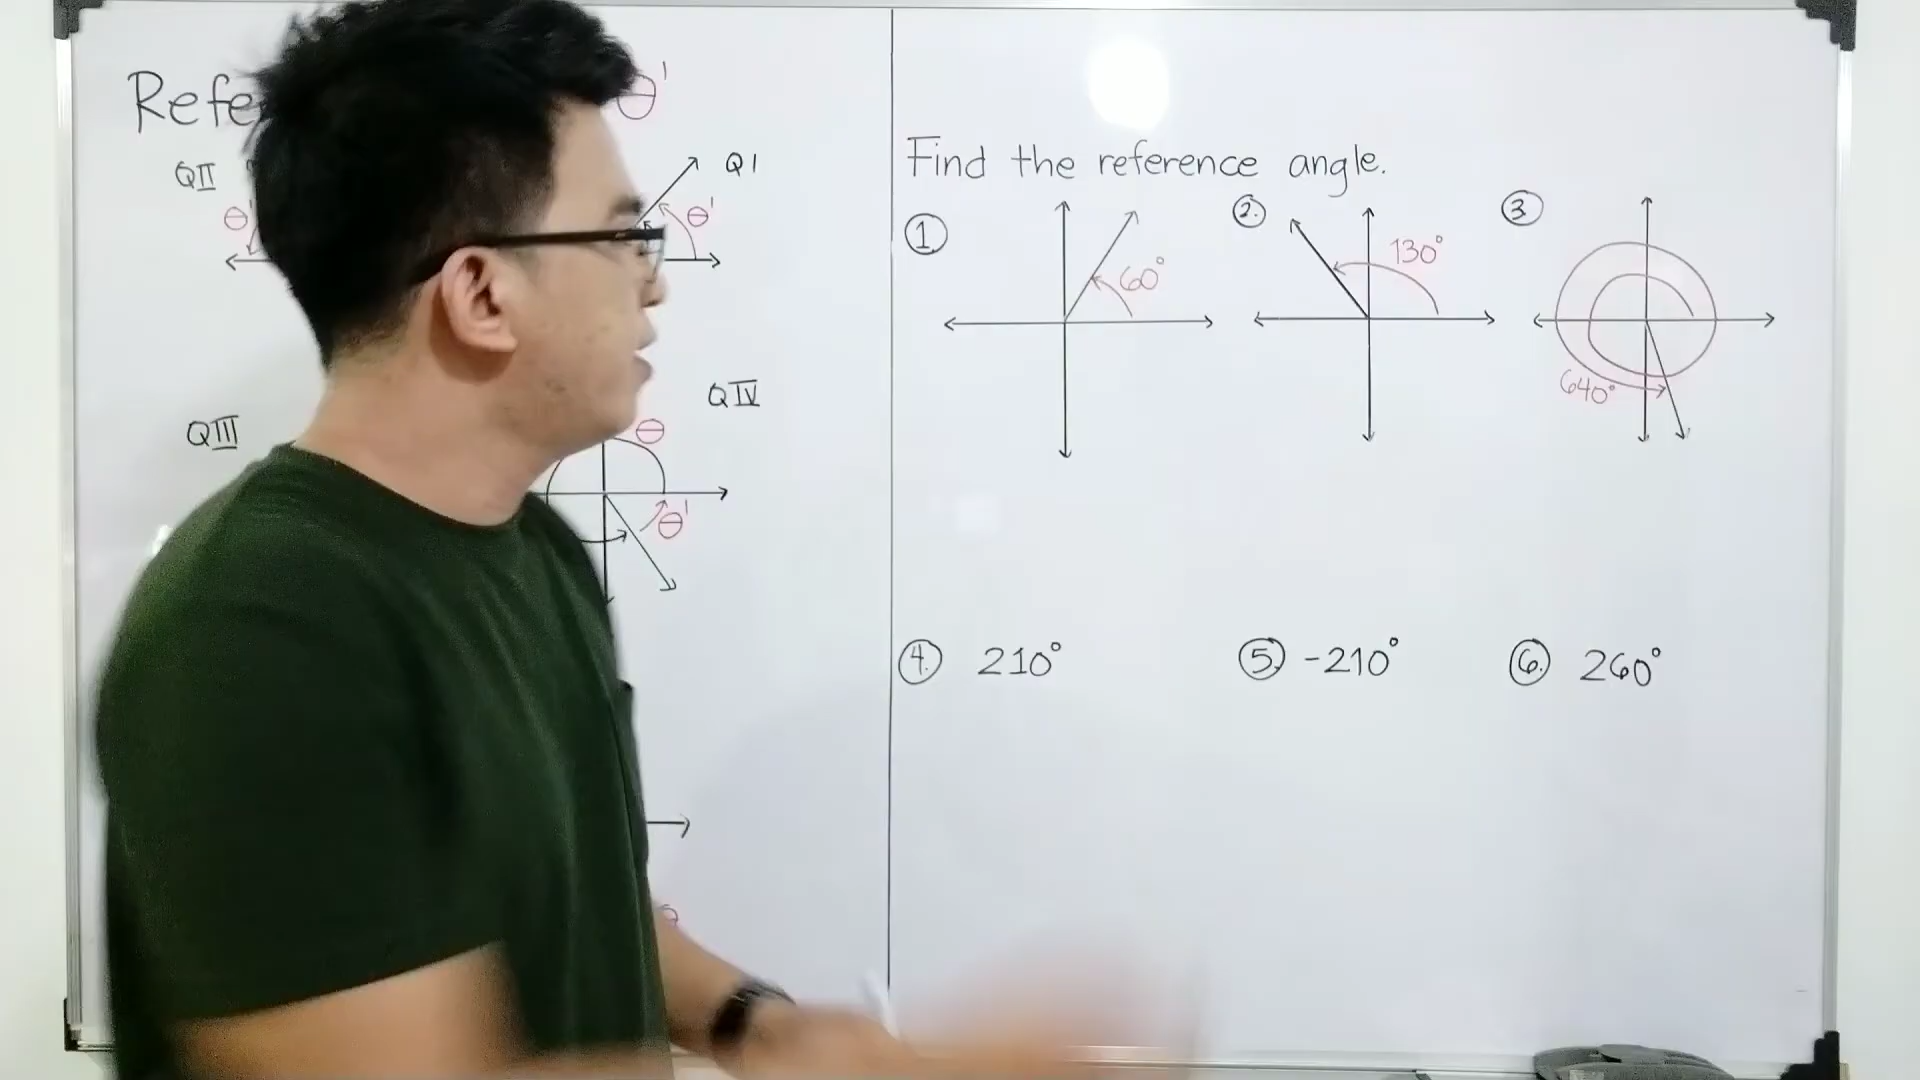 θ'
QII
θ'
Q1
θ'
QIII
QIV
θ
θ'
Find the reference angle.
1
60°
2.
130°
3
640°
4. 210°
5. -210°
6. 260°